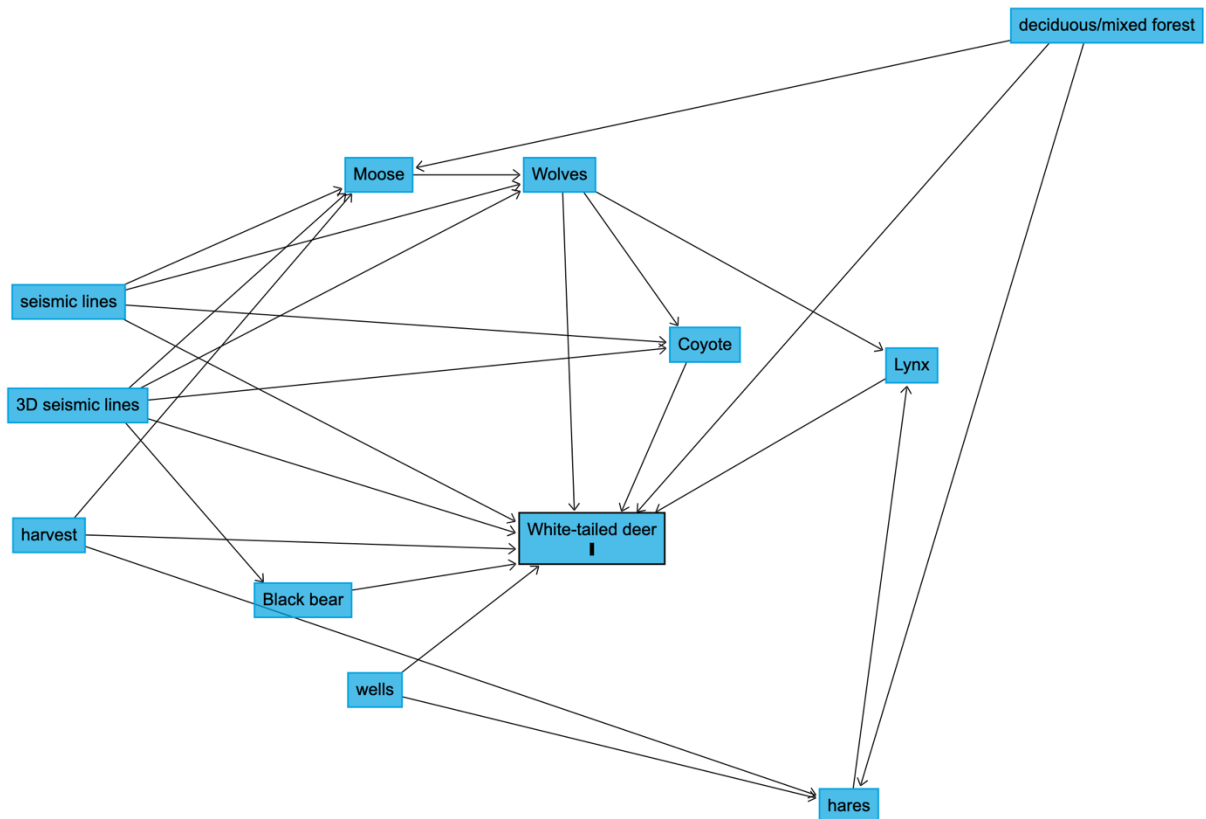 deciduous/mixed forest
Moose
Wolves
seismic lines
Coyote
Lynx
3D seismic lines
White-tailed deer
harvest
Black bear
wells
hares